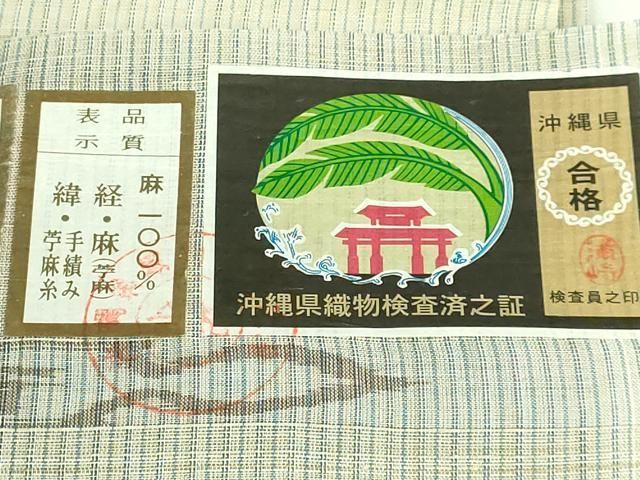 品質
表示
麻一〇〇%
経・麻(苧麻)
緯・手績み
苧麻糸
沖縄県織物検査済之証
沖縄県
合格
検査員之印